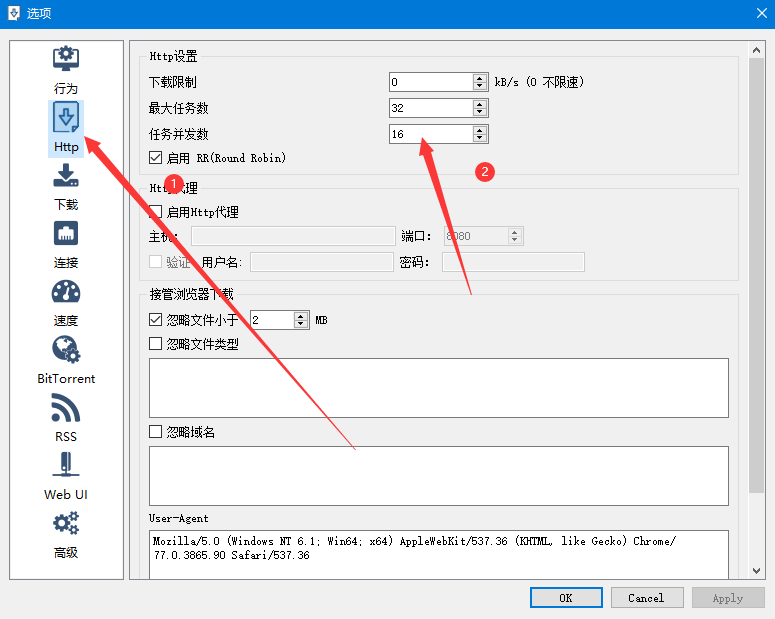 选项
行为
Http
下载
连接
速度
BitTorrent
RSS
Web UI
高级
Http设置
下载限制 0 kB/s (0 不限速)
最大任务数 32
任务并发数 16
启用 RR(Round Robin)
1
2
Http代理
启用Http代理
主机: 端口: 8080
验证 用户名: 密码:
接管浏览器下载
忽略文件小于 2 MB
忽略文件类型
忽略域名
User-Agent
Mozilla/5.0 (Windows NT 6.1; Win64; x64) AppleWebKit/537.36 (KHTML, like Gecko) Chrome/
77.0.3865.90 Safari/537.36
OK Cancel Apply